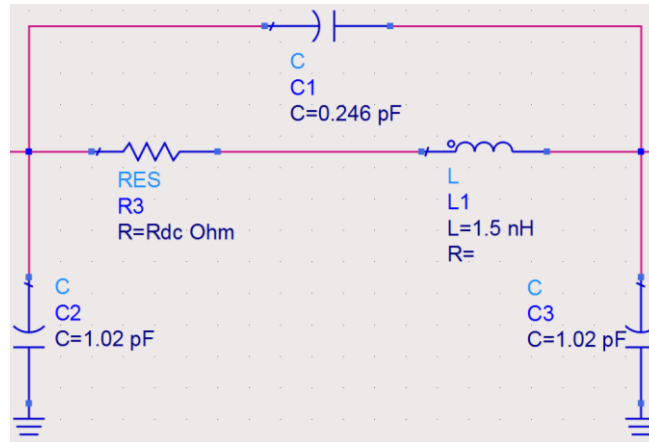 C
C1
C=0.246 pF
RES
R3
R=Rdc Ohm
L
L1
L=1.5 nH
R=
C
C2
C=1.02 pF
C
C3
C=1.02 pF